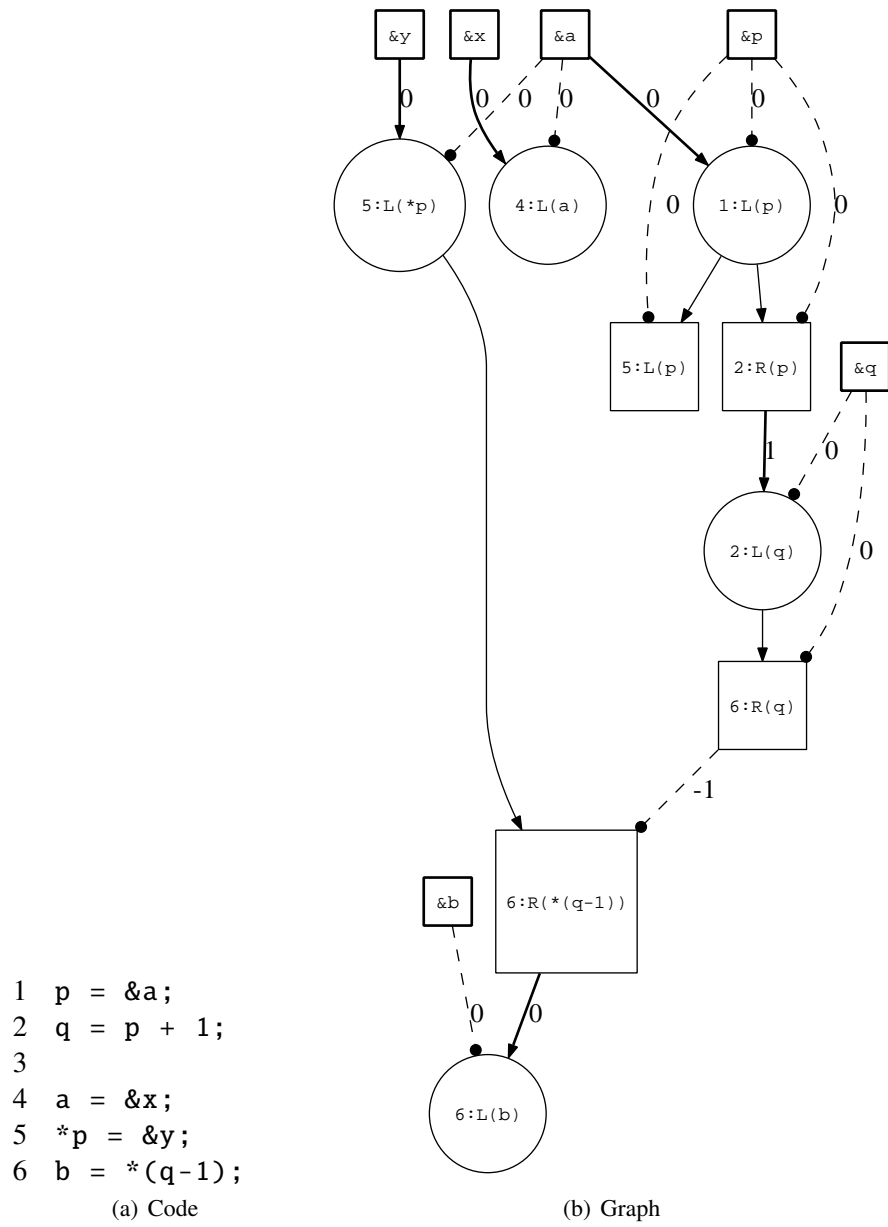 &y &x &a &p
0 0 0 0 0 0
5:L(*p) 4:L(a) 1:L(p)
0 0
5:L(p) 2:R(p) &q
1 0
2:L(q) 0
6:R(q)
-1
&b 6:R(*(q-1))
0 0
6:L(b)
1 p = &a;
2 q = p + 1;
3
4 a = &x;
5 *p = &y;
6 b = *(q-1);
(a) Code (b) Graph